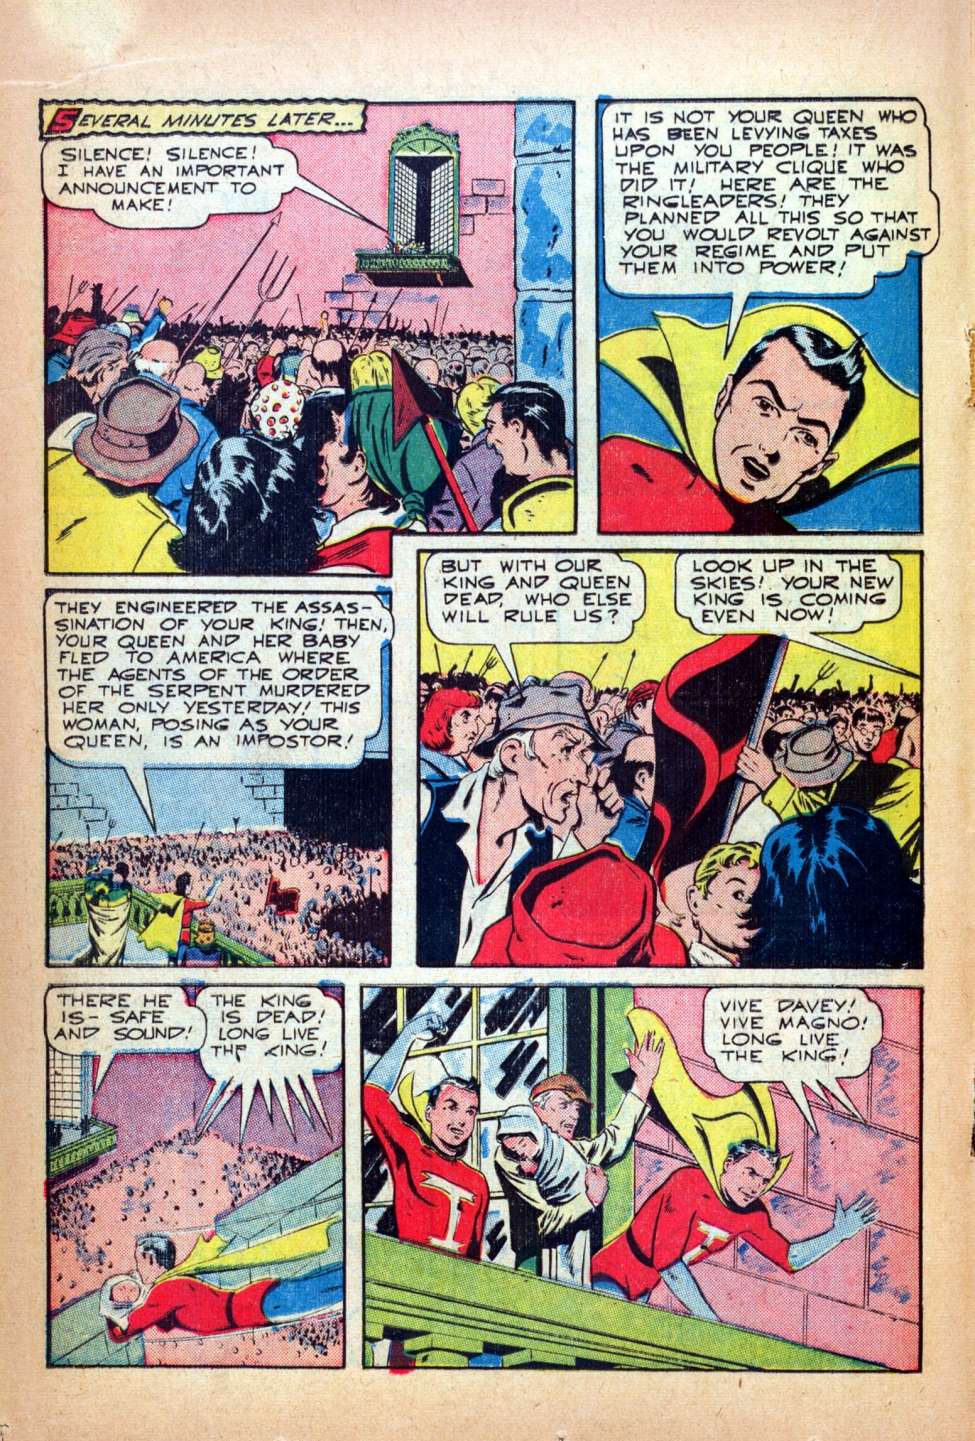 SEVERAL MINUTES LATER...
SILENCE! SILENCE!
I HAVE AN IMPORTANT
ANNOUNCEMENT TO
MAKE!
IT IS NOT YOUR QUEEN WHO
HAS BEEN LEVYING TAXES
UPON YOU PEOPLE! IT WAS
THE MILITARY CLIQUE WHO
DID IT! HERE ARE THE
RINGLEADERS! THEY
PLANNED ALL THIS SO THAT
YOU WOULD REVOLT AGAINST
YOUR REGIME AND PUT
THEM INTO POWER!
THEY ENGINEERED THE ASSAS-
SINATION OF YOUR KING! THEN,
YOUR QUEEN AND HER BABY
FLED TO AMERICA WHERE
THE AGENTS OF THE ORDER
OF THE SERPENT MURDERED
HER ONLY YESTERDAY! THIS
WOMAN, POSING AS YOUR
QUEEN, IS AN IMPOSTOR!
BUT WITH OUR
KING AND QUEEN
DEAD, WHO ELSE
WILL RULE US?
LOOK UP IN THE
SKIES! YOUR NEW
KING IS COMING
EVEN NOW!
THERE HE
IS- SAFE
AND SOUND!
THE KING
IS DEAD!
LONG LIVE
THE KING!
VIVE DAVEY!
VIVE MAGNO!
LONG LIVE
THE KING!
I
I